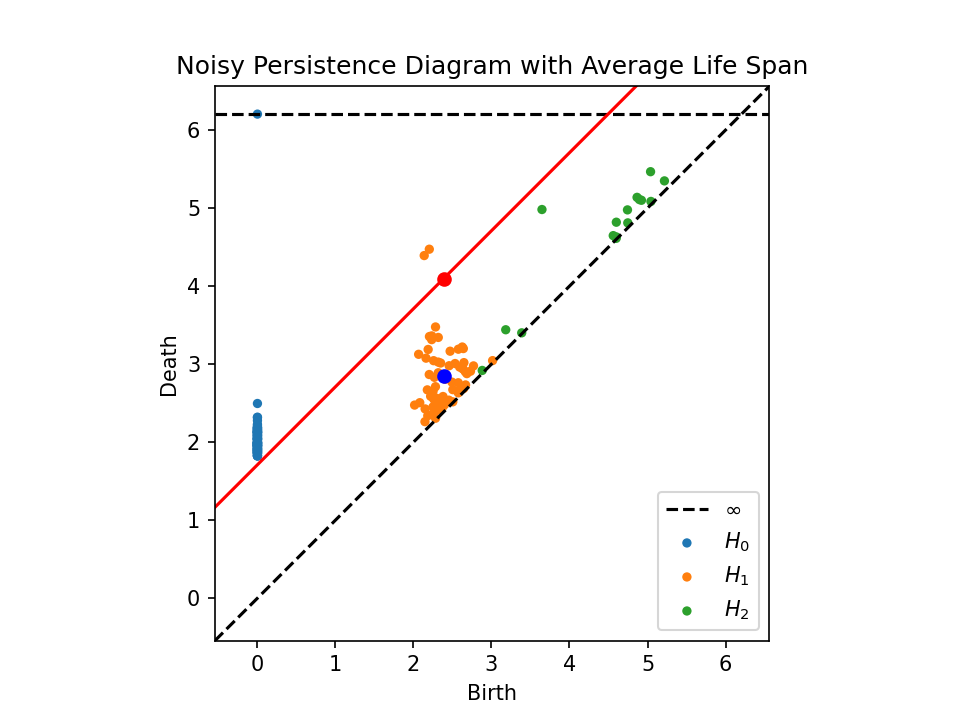 Noisy Persistence Diagram with Average Life Span
Death
6
5
4
3
2
1
0
∞
H₀
H₁
H₂
0 1 2 3 4 5 6
Birth